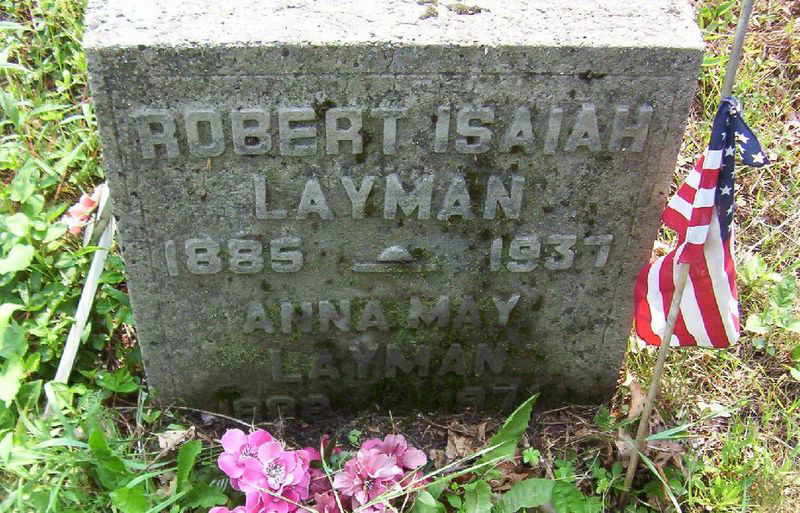 ROBERT ISAIAH
LAYMAN
1885 1937
ANNA MAY
LAYMAN